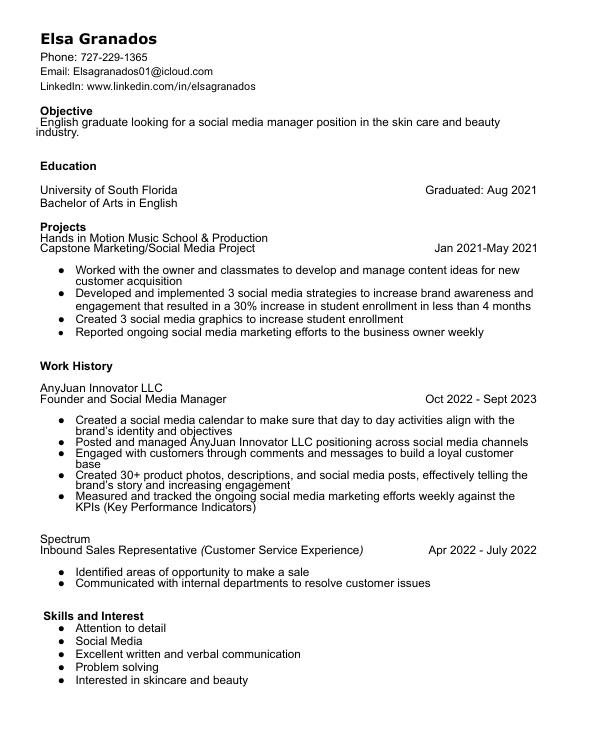 Elsa Granados
Phone: 727-229-1365
Email: Elsagranados01@icloud.com
LinkedIn: www.linkedin.com/in/elsagranados
Objective
English graduate looking for a social media manager position in the skin care and beauty
industry.
Education
University of South Florida Graduated: Aug 2021
Bachelor of Arts in English
Projects
Hands in Motion Music School & Production
Capstone Marketing/Social Media Project Jan 2021-May 2021
● Worked with the owner and classmates to develop and manage content ideas for new
customer acquisition
● Developed and implemented 3 social media strategies to increase brand awareness and
engagement that resulted in a 30% increase in student enrollment in less than 4 months
● Created 3 social media graphics to increase student enrollment
● Reported ongoing social media marketing efforts to the business owner weekly
Work History
AnyJuan Innovator LLC
Founder and Social Media Manager Oct 2022 - Sept 2023
● Created a social media calendar to make sure that day to day activities align with the
brand's identity and objectives
● Posted and managed AnyJuan Innovator LLC positioning across social media channels
● Engaged with customers through comments and messages to build a loyal customer
base
● Created 30+ product photos, descriptions, and social media posts, effectively telling the
brand's story and increasing engagement
● Measured and tracked the ongoing social media marketing efforts weekly against the
KPIs (Key Performance Indicators)
Spectrum
Inbound Sales Representative (Customer Service Experience) Apr 2022 - July 2022
● Identified areas of opportunity to make a sale
● Communicated with internal departments to resolve customer issues
Skills and Interest
● Attention to detail
● Social Media
● Excellent written and verbal communication
● Problem solving
● Interested in skincare and beauty